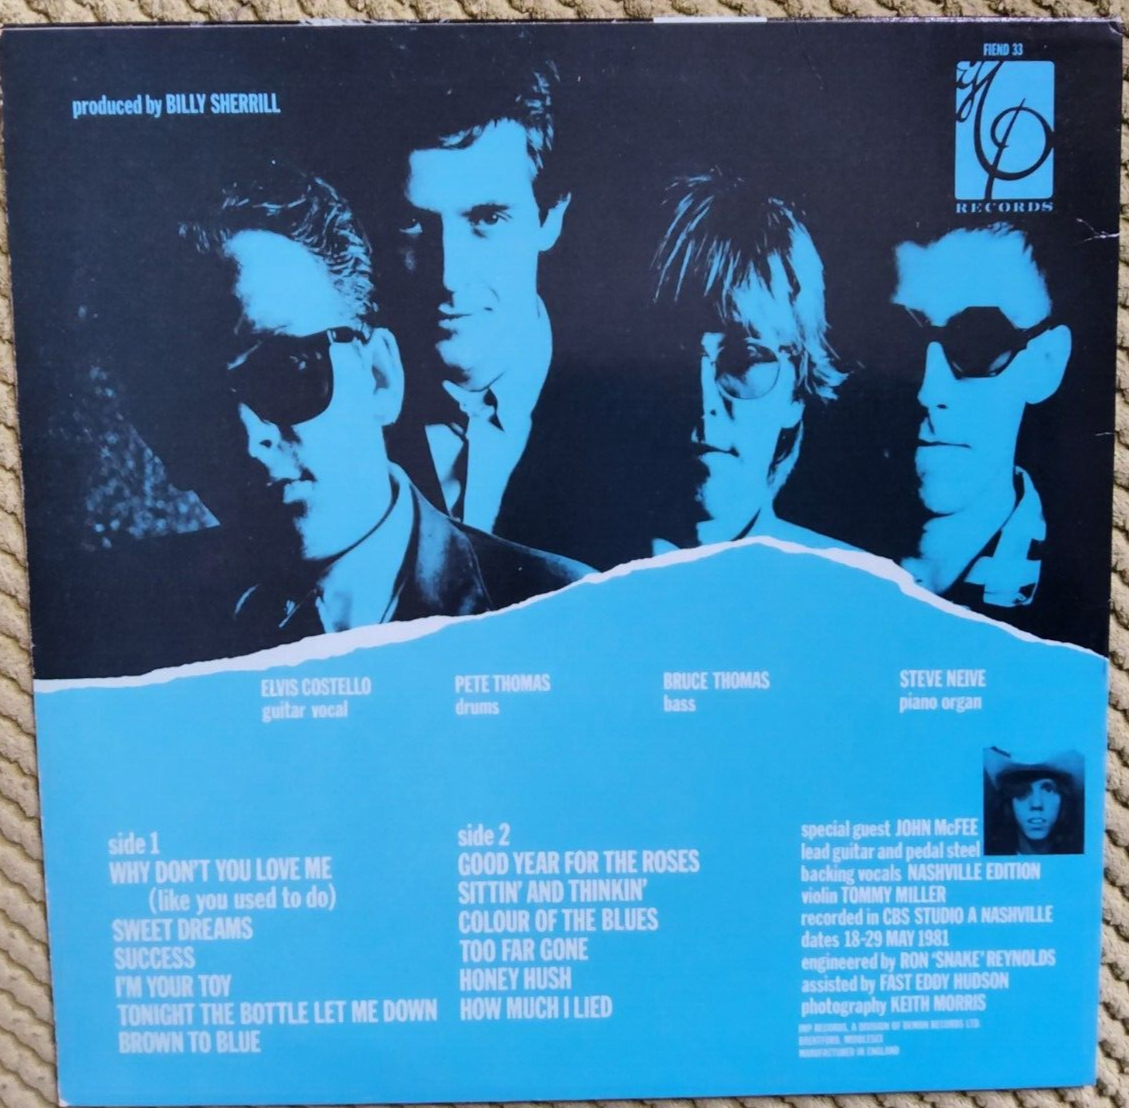 FIEND 33
produced by BILLY SHERRILL
RECORDS
ELVIS COSTELLO
guitar vocal
PETE THOMAS
drums
BRUCE THOMAS
bass
STEVE NEIVE
piano organ
side 1
WHY DON'T YOU LOVE ME
(like you used to do)
SWEET DREAMS
SUCCESS
I'M YOUR TOY
TONIGHT THE BOTTLE LET ME DOWN
BROWN TO BLUE
side 2
GOOD YEAR FOR THE ROSES
SITTIN' AND THINKIN'
COLOUR OF THE BLUES
TOO FAR GONE
HONEY HUSH
HOW MUCH I LIED
special guest JOHN McFEE
lead guitar and pedal steel
backing vocals NASHVILLE EDITION
violin TOMMY MILLER
recorded in CBS STUDIO A NASHVILLE
dates 18-29 MAY 1981
engineered by RON 'SNAKE' REYNOLDS
assisted by FAST EDDY HUDSON
photography KEITH MORRIS
RECORDS, A DIVISION OF DEMON RECORDS LTD.
BRENTFORD, MIDDLESEX
MANUFACTURED IN ENGLAND